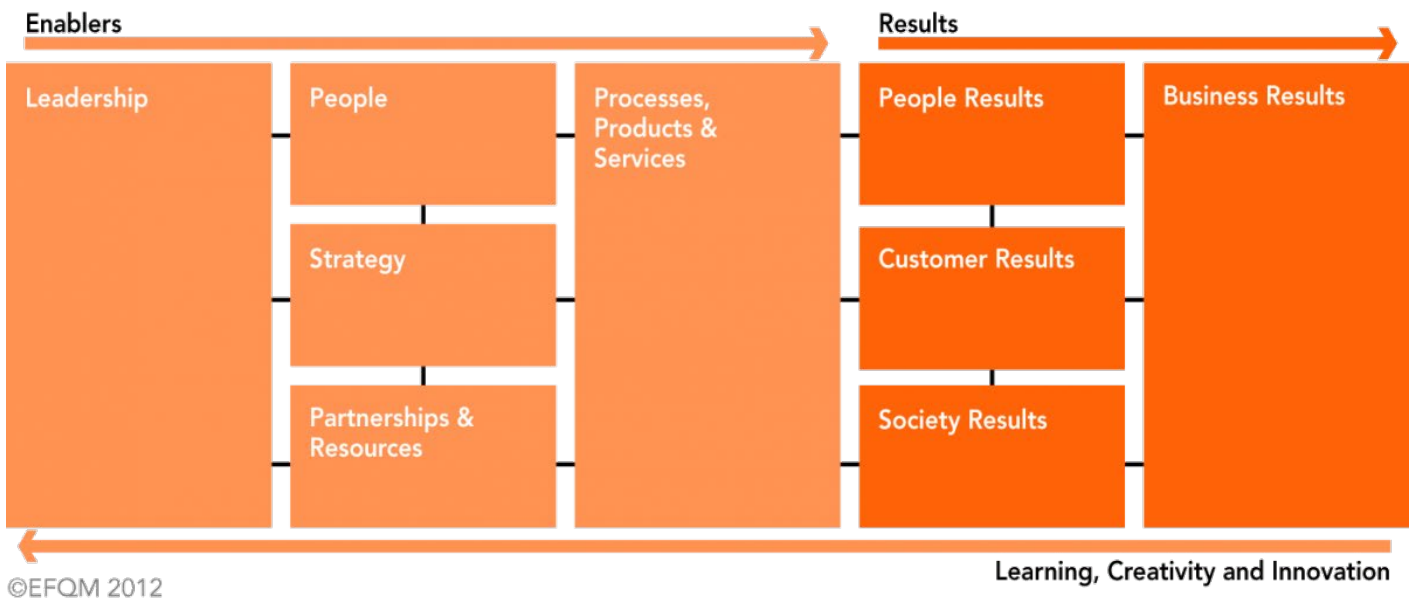 Enablers
Results
Leadership
People
Processes,
Products &
Services
People Results
Business Results
Strategy
Customer Results
Partnerships &
Resources
Society Results
Learning, Creativity and Innovation
©EFQM 2012